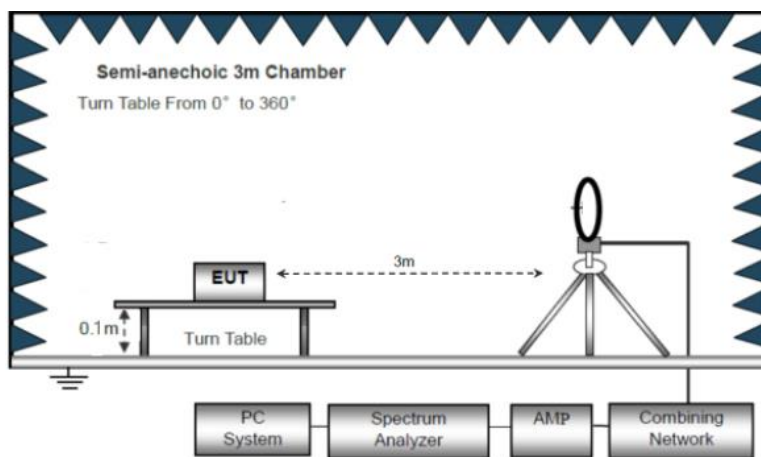 Semi-anechoic 3m Chamber
Turn Table From 0° to 360°
3m
EUT
0.1m
Turn Table
PC
System
Spectrum
Analyzer
AMP
Combining
Network